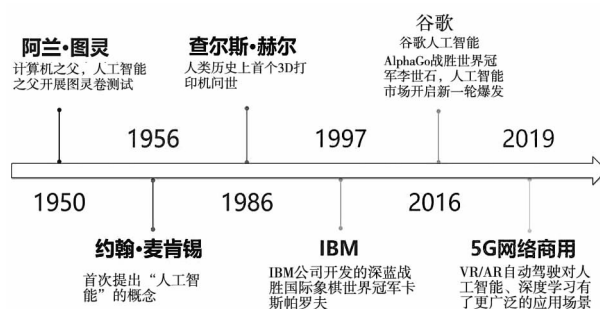 阿兰·图灵
计算机之父，人工智能
之父开展图灵卷测试
查尔斯·赫尔
人类历史上首个3D打
印机问世
谷歌
谷歌人工智能
AlphaGo战胜世界冠
军李世石，人工智能
市场开启新一轮爆发
1956
1997
2019
1950
1986
2016
约翰·麦肯锡
首次提出“人工智
能”的概念
IBM
IBM公司开发的深蓝战
胜国际象棋世界冠军卡
斯帕罗夫
5G网络商用
VR/AR自动驾驶对人
工智能、深度学习有
了更广泛的应用场景